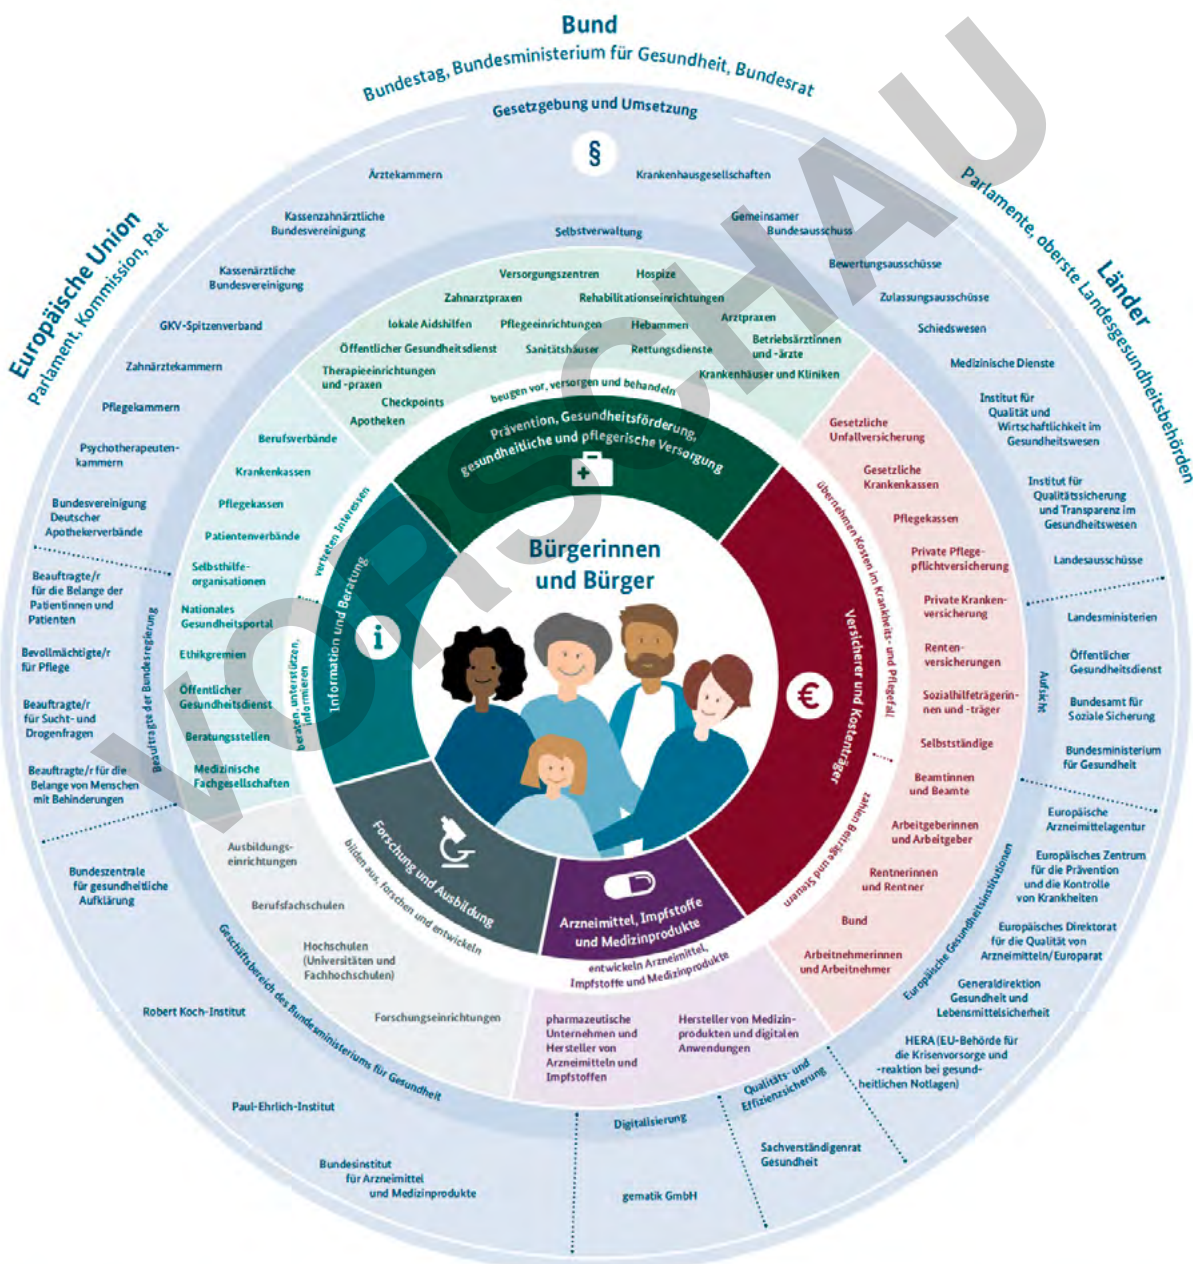 Bund
Bundestag, Bundesministerium für Gesundheit, Bundesrat
Gesetzgebung und Umsetzung
§
Europäische Union
Parlament, Kommission, Rat
Länder
Parlamente, oberste Landesgesundheitsbehörden
Selbstverwaltung
Ärztekammern
Kassenzahnärztliche
Bundesvereinigung
Kassenärztliche
Bundesvereinigung
GKV-Spitzenverband
Zahnärztekammern
Pflegekammern
Psychotherapeuten-
kammern
Bundesvereinigung
Deutscher
Apothekerverbände
Krankenhausgesellschaften
Gemeinsamer
Bundesausschuss
Bewertungsausschüsse
Zulassungsausschüsse
Schiedswesen
Medizinische Dienste
Institut für
Qualität und
Wirtschaftlichkeit im
Gesundheitswesen
Institut für
Qualitätssicherung
und Transparenz im
Gesundheitswesen
Landesausschüsse
Aufsicht
Landesministerien
Öffentlicher
Gesundheitsdienst
Bundesamt für
Soziale Sicherung
Bundesministerium
für Gesundheit
Europäische Gesundheitsinstitutionen
Europäische
Arzneimittelagentur
Europäisches Zentrum
für die Prävention
und die Kontrolle
von Krankheiten
Europäisches Direktorat
für die Qualität von
Arzneimitteln/Europarat
Generaldirektion
Gesundheit und
Lebensmittelsicherheit
HERA (EU-Behörde für
die Krisenvorsorge und
-reaktion bei gesund-
heitlichen Notlagen)
Qualitäts- und
Effizienzsicherung
Sachverständigenrat
Gesundheit
Digitalisierung
gematik GmbH
Geschäftsbereich des Bundesministeriums für Gesundheit
Bundeszentrale
für gesundheitliche
Aufklärung
Robert Koch-Institut
Paul-Ehrlich-Institut
Bundesinstitut
für Arzneimittel
und Medizinprodukte
Beauftragte der Bundesregierung
Beauftragte/r
für die Belange der
Patientinnen und
Patienten
Bevollmächtigte/r
für Pflege
Beauftragte/r
für Sucht- und
Drogenfragen
Beauftragte/r für die
Belange von Menschen
mit Behinderungen
Versorgungszentren
Hospize
Zahnarztpraxen
Rehabilitationseinrichtungen
lokale Aidshilfen
Pflegeeinrichtungen
Hebammen
Arztpraxen
Öffentlicher Gesundheitsdienst
Sanitätshäuser
Rettungsdienste
Betriebsärztinnen
und -ärzte
Therapieeinrichtungen
und -praxen
Krankenhäuser und Kliniken
Checkpoints
Apotheken
beugen vor, versorgen und behandeln
Prävention, Gesundheitsförderung,
gesundheitliche und pflegerische Versorgung
Gesetzliche
Unfallversicherung
Gesetzliche
Krankenkassen
Pflegekassen
Private Pflege-
pflichtversicherung
Private Kranken-
versicherung
Renten-
versicherungen
Sozialhilfeträgerin-
nen und -träger
Selbstständige
Beamtinnen
und Beamte
Arbeitgeberinnen
und Arbeitgeber
Rentnerinnen
und Rentner
Bund
Arbeitnehmerinnen
und Arbeitnehmer
übernehmen Kosten im Krankheits- und Pflegefall
zahlen Beiträge und Steuern
Versicherer und Kostenträger
€
pharmazeutische
Unternehmen und
Hersteller von
Arzneimitteln und
Impfstoffen
Hersteller von Medizin-
produkten und digitalen
Anwendungen
entwickeln Arzneimittel,
Impfstoffe und Medizinprodukte
Arzneimittel, Impfstoffe
und Medizinprodukte
Ausbildungs-
einrichtungen
Berufsfachschulen
Hochschulen
(Universitäten und
Fachhochschulen)
Forschungseinrichtungen
bilden aus, forschen und entwickeln
Forschung und Ausbildung
Berufsverbände
Krankenkassen
Pflegekassen
Patientenverbände
Selbsthilfe-
organisationen
Nationales
Gesundheitsportal
Ethikgremien
Öffentlicher
Gesundheitsdienst
Beratungsstellen
Medizinische
Fachgesellschaften
vertreten Interessen
beraten, unterstützen,
informieren
Information und Beratung
i
Bürgerinnen
und Bürger
VORSCHAU